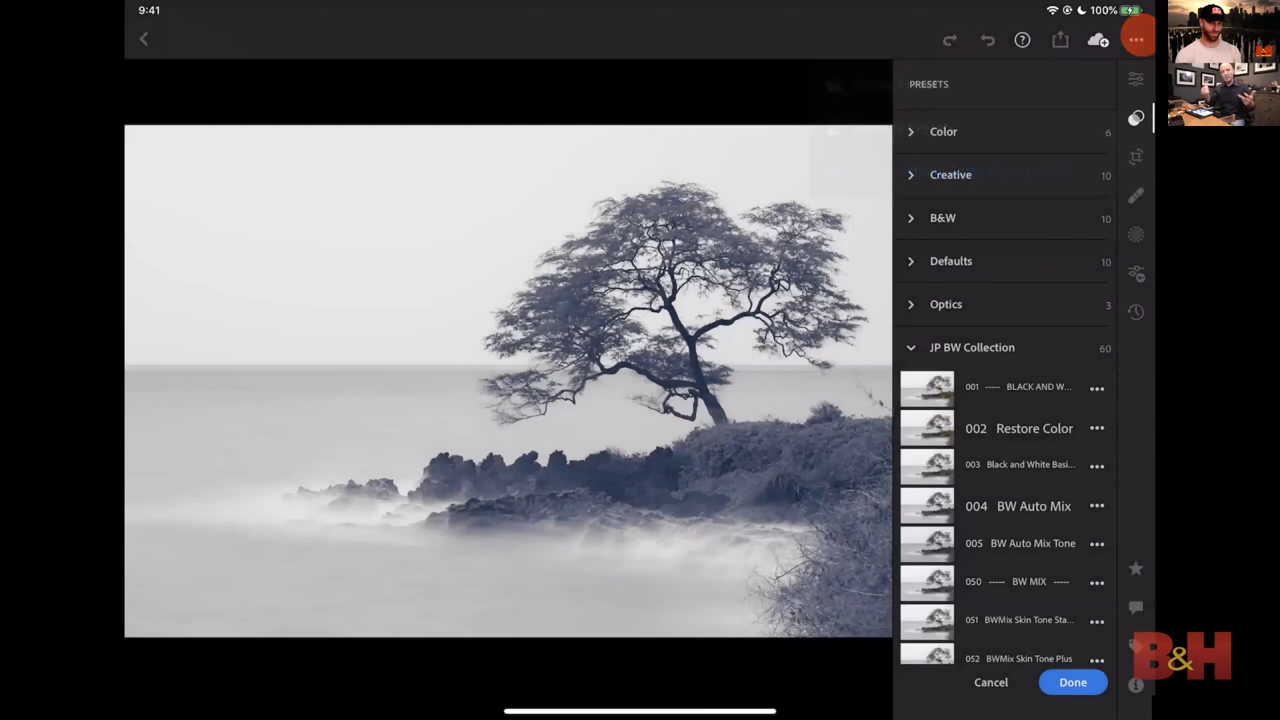 9:41
100%
PRESETS
Color 6
Creative 10
B&W 10
Defaults 10
Optics 3
JP BW Collection 60
001 ----- BLACK AND W...
002 Restore Color
003 Black and White Basi...
004 BW Auto Mix
005 BW Auto Mix Tone
050 ----- BW MIX -----
051 BWMix Skin Tone Sta...
052 BWMix Skin Tone Plus
Cancel Done
B&H